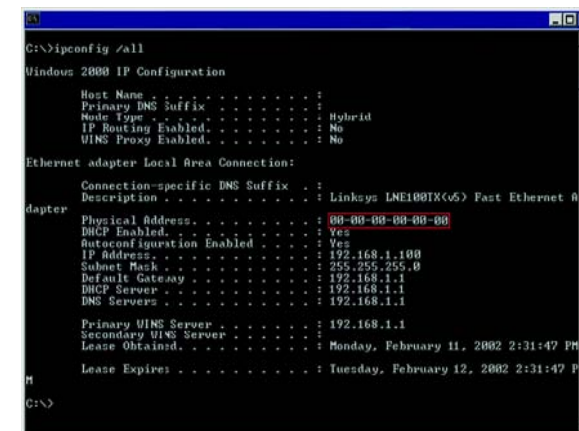 C:\>ipconfig /all
Windows 2000 IP Configuration
Host Name . . . . . . . . . . . . :
Primary DNS Suffix . . . . . . . :
Node Type . . . . . . . . . . . . : Hybrid
IP Routing Enabled. . . . . . . . : No
WINS Proxy Enabled. . . . . . . . : No
Ethernet adapter Local Area Connection:
Connection-specific DNS Suffix . :
Description . . . . . . . . . . . : Linksys LNE100TX(v5) Fast Ethernet A
dapter
Physical Address. . . . . . . . . : 00-00-00-00-00-00
DHCP Enabled. . . . . . . . . . . : Yes
Autoconfiguration Enabled . . . . : Yes
IP Address. . . . . . . . . . . . : 192.168.1.100
Subnet Mask . . . . . . . . . . . : 255.255.255.0
Default Gateway . . . . . . . . . : 192.168.1.1
DHCP Server . . . . . . . . . . . : 192.168.1.1
DNS Servers . . . . . . . . . . . : 192.168.1.1
Primary WINS Server . . . . . . . : 192.168.1.1
Secondary WINS Server . . . . . . :
Lease Obtained. . . . . . . . . . : Monday, February 11, 2002 2:31:47 PM
Lease Expires . . . . . . . . . . : Tuesday, February 12, 2002 2:31:47 P
M
C:\>